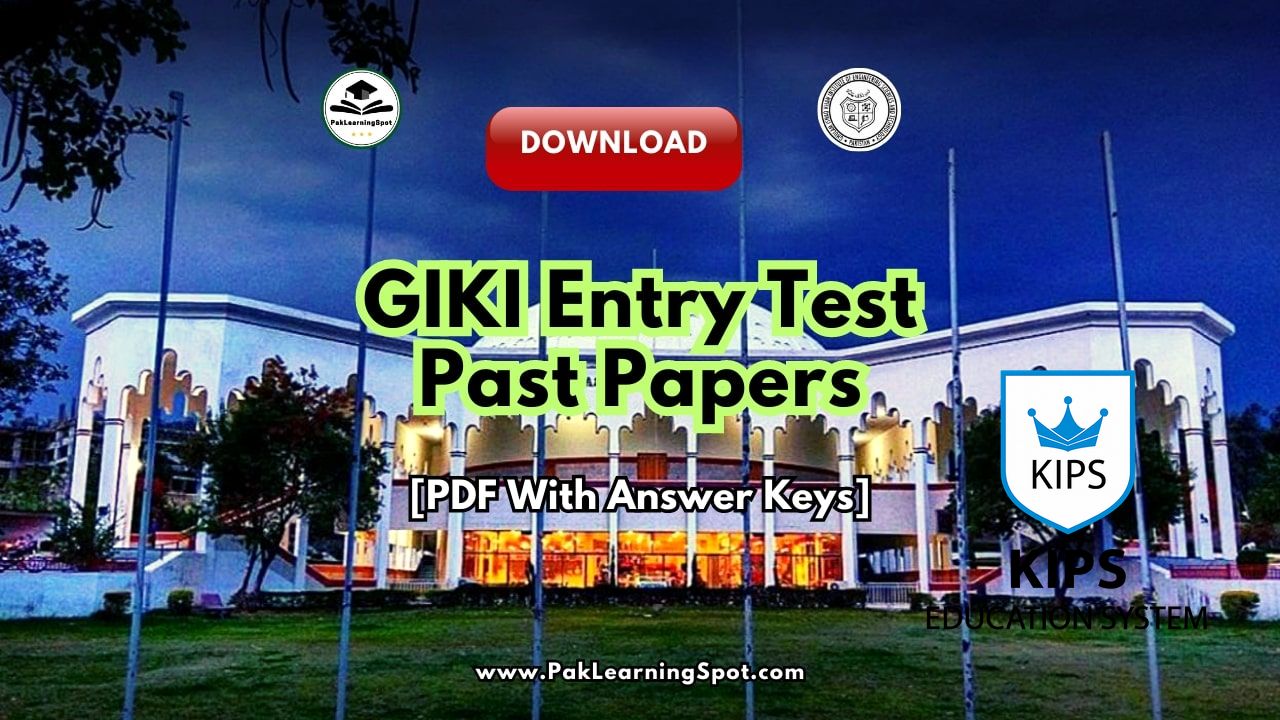 PakLearningSpot
DOWNLOAD
GIKI Entry Test
Past Papers
[PDF With Answer Keys]
KIPS
KIPS
EDUCATION SYSTEM
www.PakLearningSpot.com